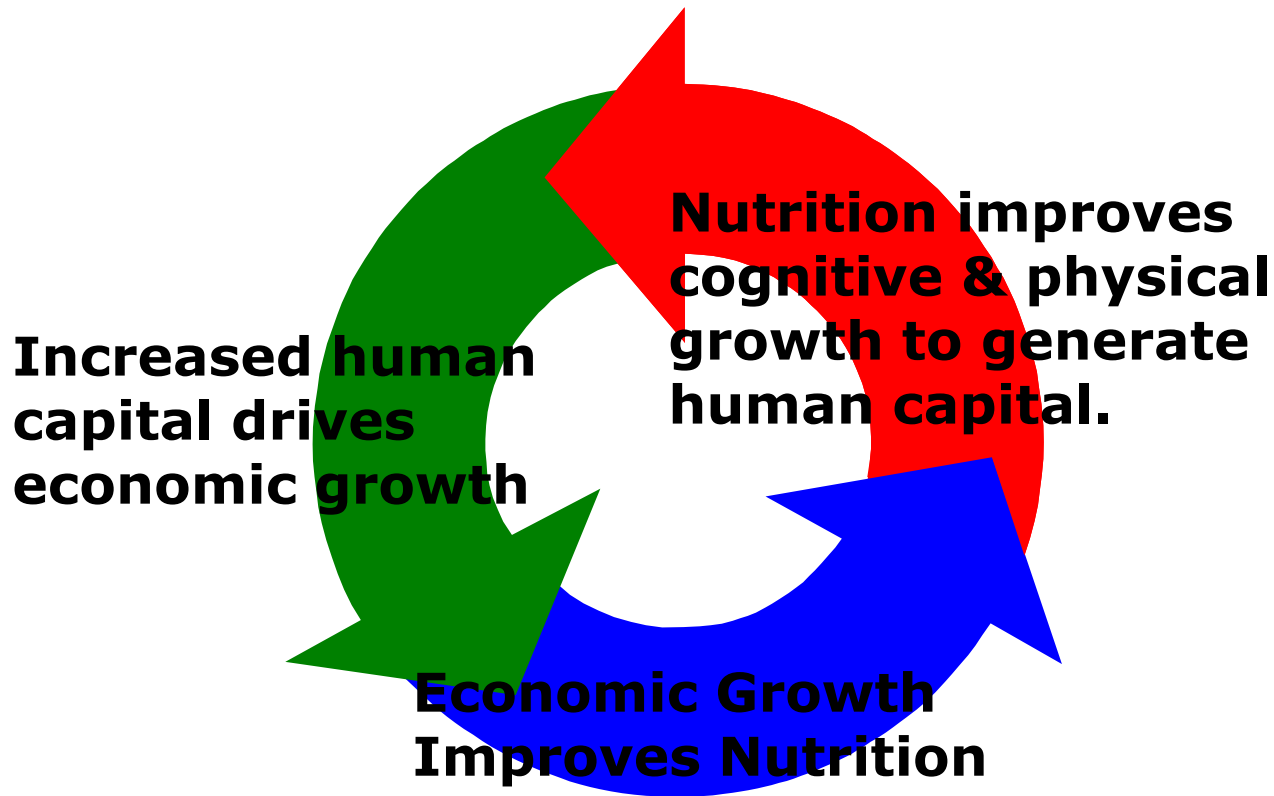 Nutrition improves
cognitive & physical
growth to generate
human capital.
Increased human
capital drives
economic growth
Economic Growth
Improves Nutrition